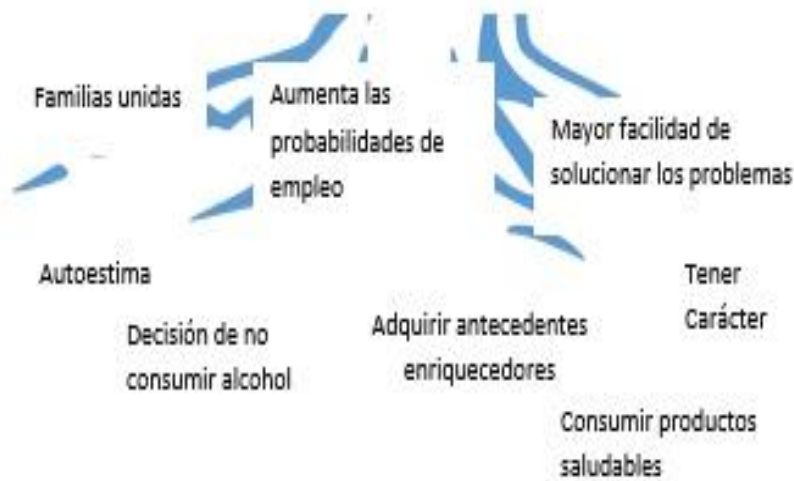 Familias unidas
Aumenta las
probabilidades de
empleo
Mayor facilidad de
solucionar los problemas
Autoestima
Decisión de no
consumir alcohol
Adquirir antecedentes
enriquecedores
Tener
Carácter
Consumir productos
saludables